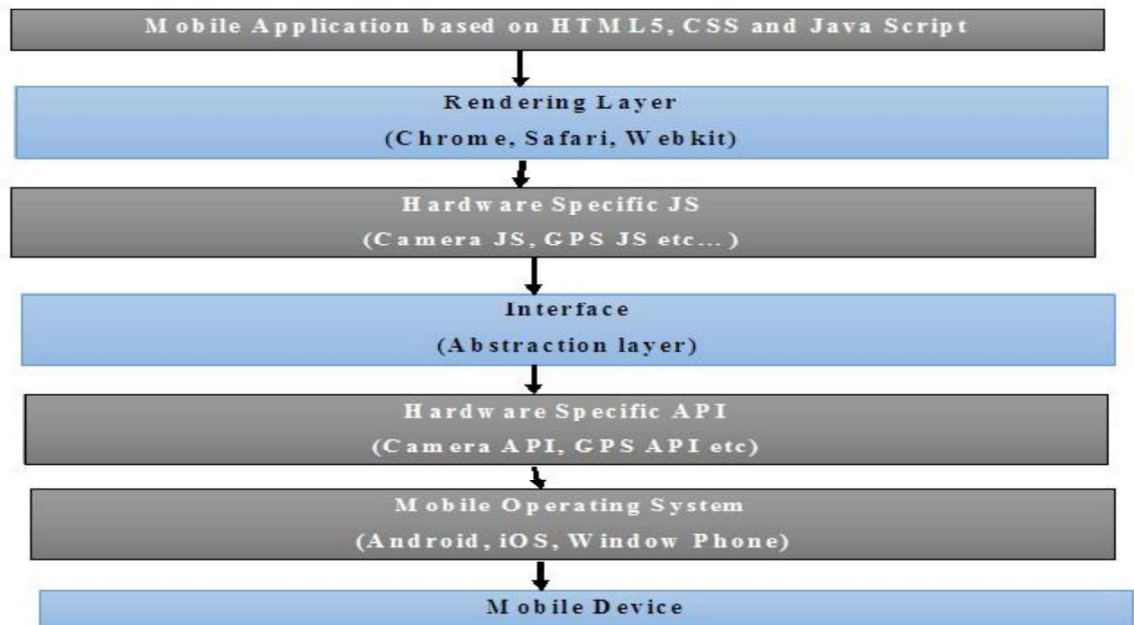 Mobile Application based on HTML5, CSS and Java Script
Rendering Layer
(Chrome, Safari, Webkit)
Hardware Specific JS
(Camera JS, GPS JS etc...)
Interface
(Abstraction layer)
Hardware Specific API
(Camera API, GPS API etc)
Mobile Operating System
(Android, iOS, Window Phone)
Mobile Device